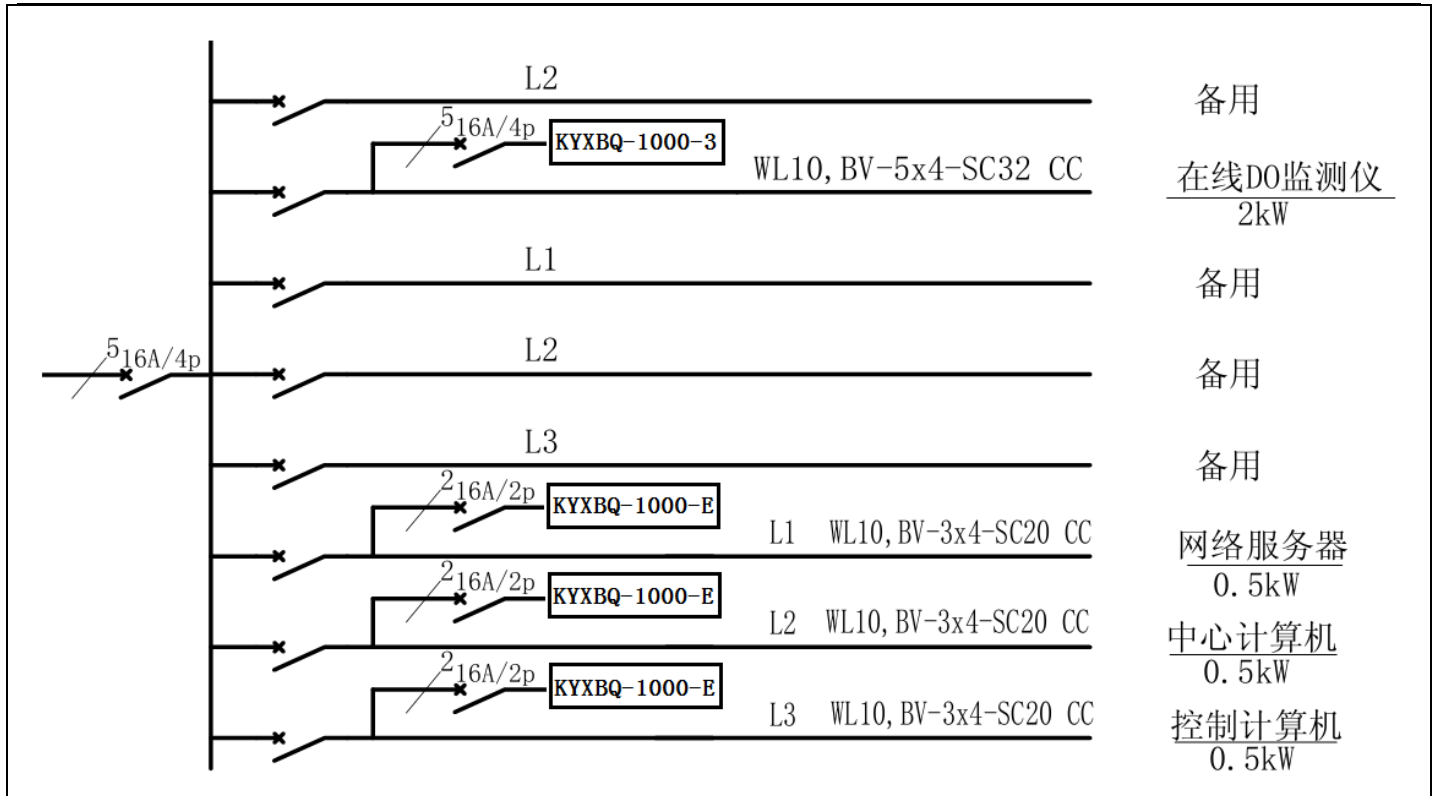 L2
备用
5
16A/4p
KYXBQ-1000-3
WL10,BV-5x4-SC32 CC
在线DO监测仪
2kW
L1
备用
5
16A/4p
L2
备用
L3
备用
2
16A/2p
KYXBQ-1000-E
L1 WL10,BV-3x4-SC20 CC
网络服务器
0.5kW
2
16A/2p
KYXBQ-1000-E
L2 WL10,BV-3x4-SC20 CC
中心计算机
0.5kW
2
16A/2p
KYXBQ-1000-E
L3 WL10,BV-3x4-SC20 CC
控制计算机
0.5kW